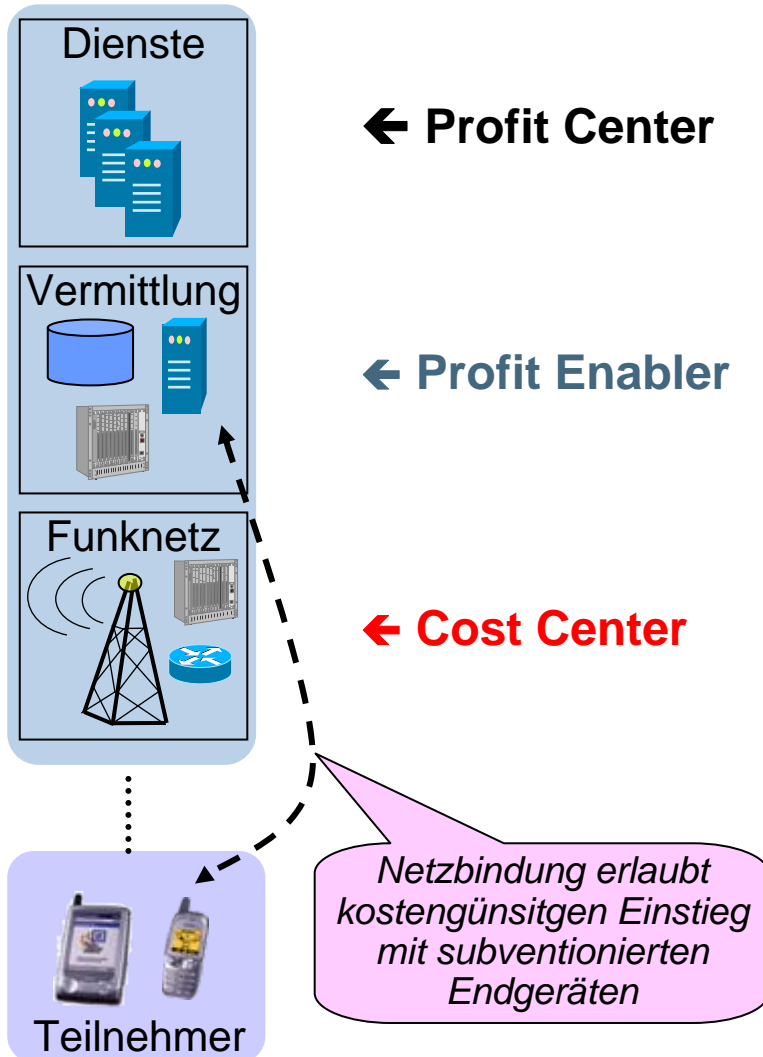 Dienste
← Profit Center
Vermittlung
← Profit Enabler
Funknetz
← Cost Center
Netzbindung erlaubt
kostengünsitgen Einstieg
mit subventionierten
Endgeräten
Teilnehmer